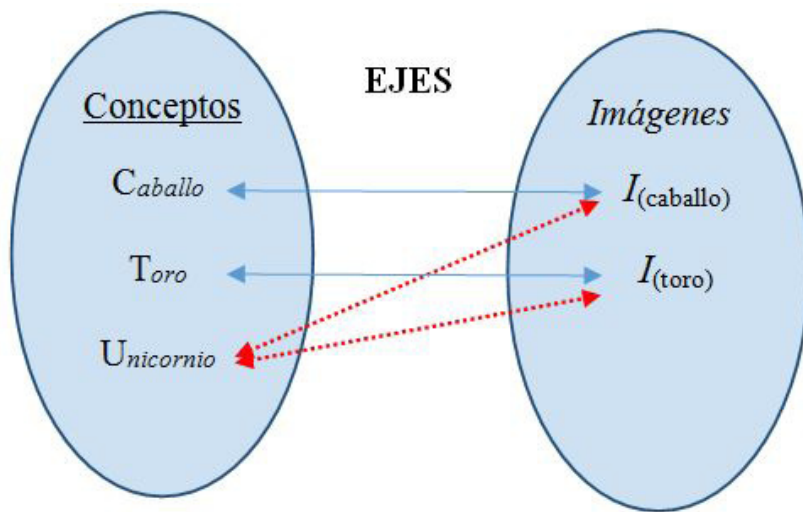 EJES
Conceptos
Caballo
Toro
Unicornio
Imágenes
I(caballo)
I(toro)